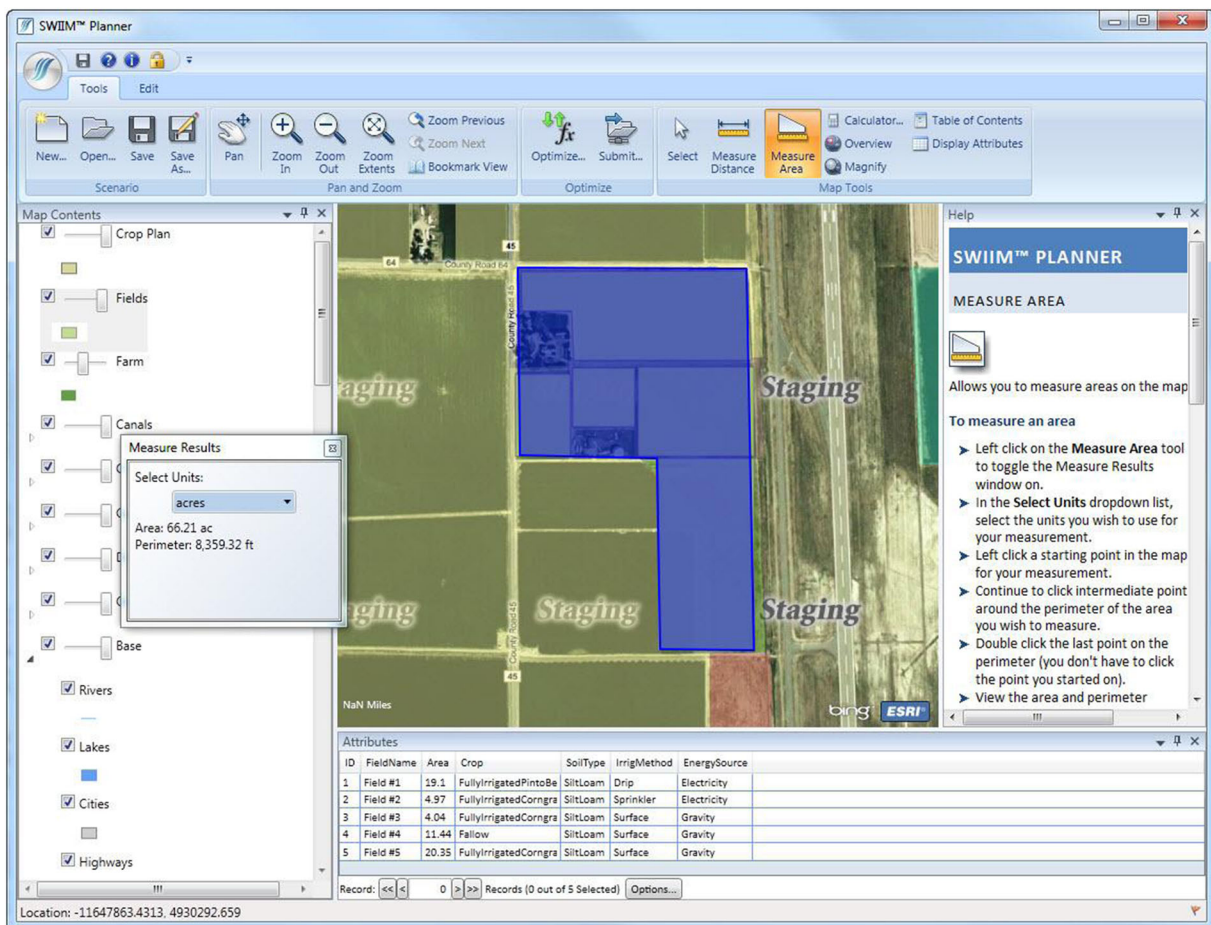 SWIIM™ Planner
Tools Edit
New... Open... Save Save As...
Scenario
Pan Zoom In Zoom Out Zoom Extents
Zoom Previous
Zoom Next
Bookmark View
Pan and Zoom
Optimize... Submit...
Optimize
Select Measure Distance Measure Area
Calculator...
Overview
Magnify
Table of Contents
Display Attributes
Map Tools
Map Contents
Crop Plan
Fields
Farm
Canals
Base
Rivers
Lakes
Cities
Highways
Measure Results
Select Units:
acres
Area: 66.21 ac
Perimeter: 8,359.32 ft
45
64 County Road 64
County Road 45
Staging
Staging
Staging
Staging
Staging
County Road 45
45
NaN Miles
bing ESRI
Help
SWIIM™ PLANNER
MEASURE AREA
Allows you to measure areas on the map
To measure an area
➤ Left click on the Measure Area tool
to toggle the Measure Results
window on.
➤ In the Select Units dropdown list,
select the units you wish to use for
your measurement.
➤ Left click a starting point in the map
for your measurement.
➤ Continue to click intermediate point
around the perimeter of the area
you wish to measure.
➤ Double click the last point on the
perimeter (you don't have to click
the point you started on).
➤ View the area and perimeter
Attributes
ID FieldName Area Crop SoilType IrrigMethod EnergySource
1 Field #1 19.1 FullyIrrigatedPintoBe SiltLoam Drip Electricity
2 Field #2 4.97 FullyIrrigatedCorngra SiltLoam Sprinkler Electricity
3 Field #3 4.04 FullyIrrigatedCorngra SiltLoam Surface Gravity
4 Field #4 11.44 Fallow SiltLoam Surface Gravity
5 Field #5 20.35 FullyIrrigatedCorngra SiltLoam Surface Gravity
Record: << < 0 > >> Records (0 out of 5 Selected) Options...
Location: -11647863.4313, 4930292.659